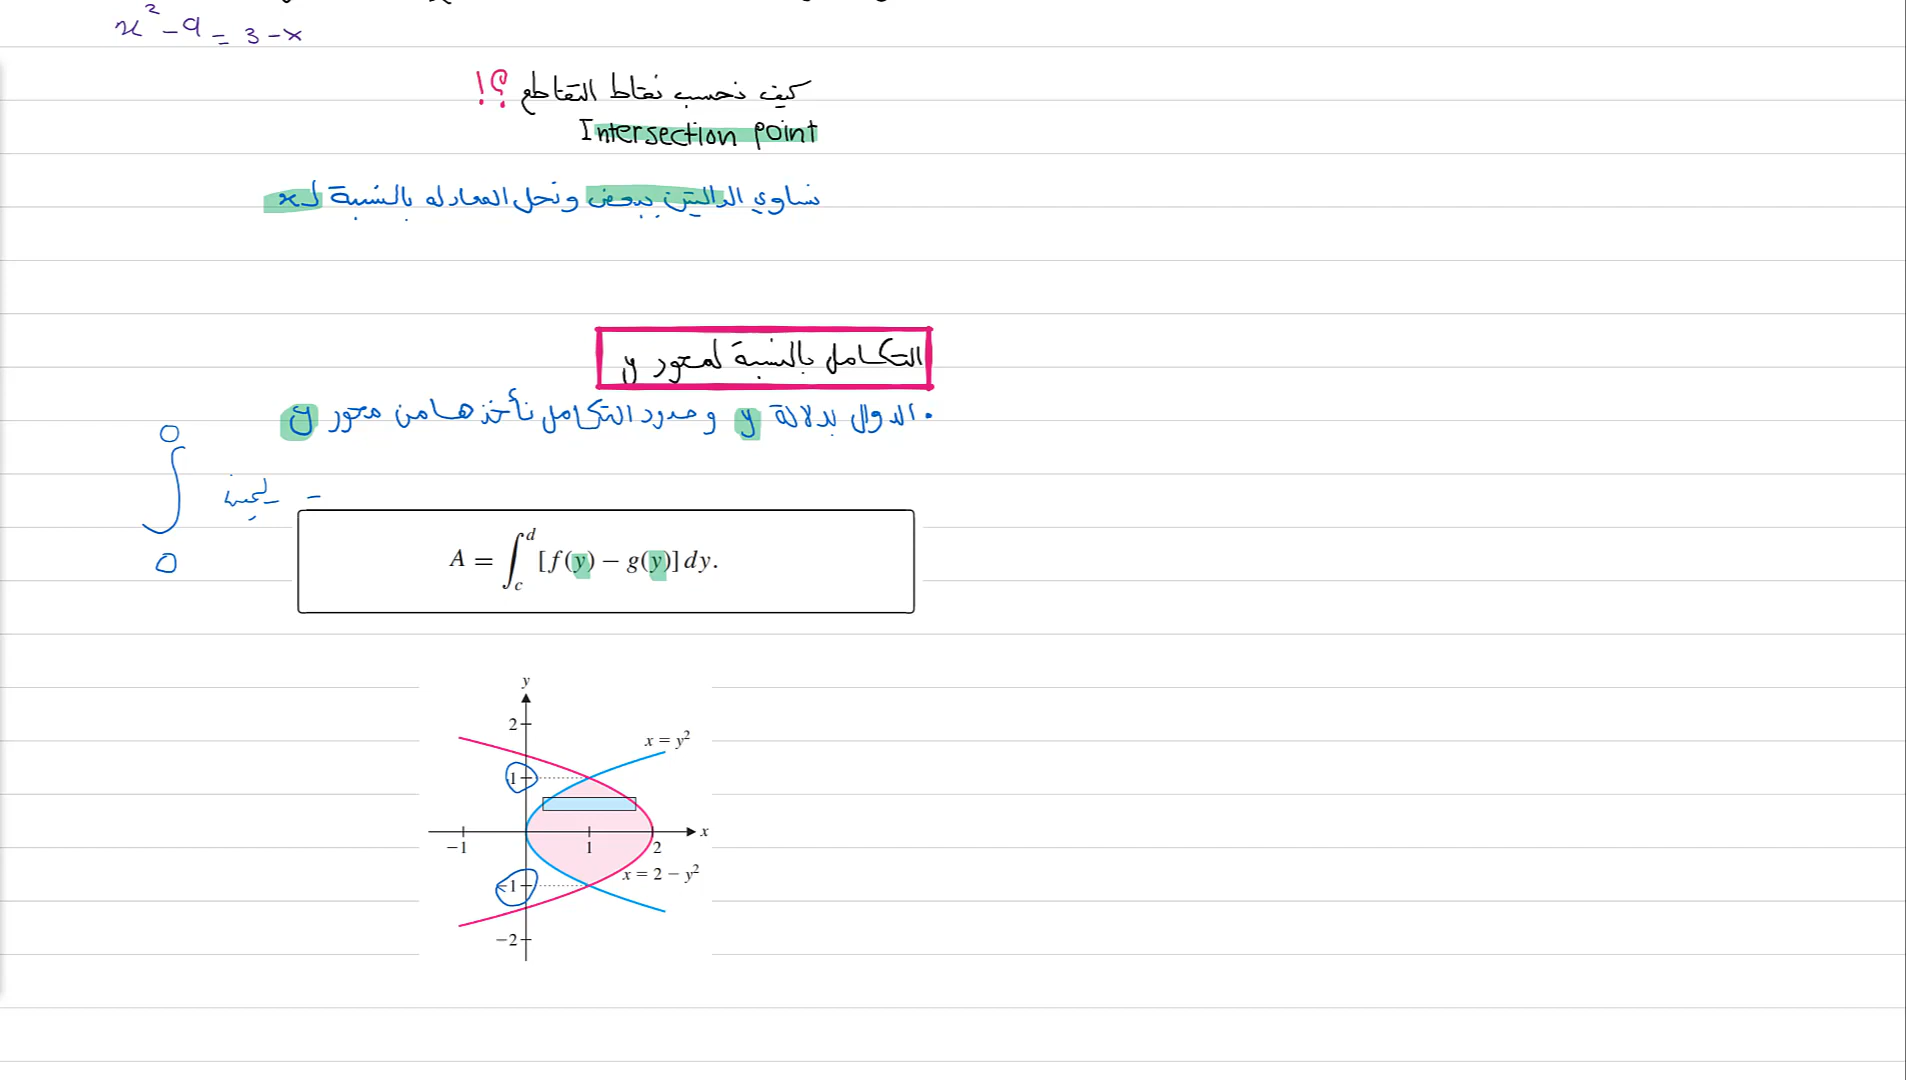 x² - 9 = 3 - x
كيف نحسب نقاط التقاطع ؟!
Intersection point
نساوي الدالتين ببعض ونحل المعادله بالنسبة لـ x
التكامل بالنسبة لمحور y
• الدوال بدلالة y وحدود التكامل نأخذها من محور y
∫ اليمين -
A = ∫_c^d [f(y) − g(y)] dy.
y
2
x = y²
1
x
−1
1
2
x = 2 − y²
−1
−2